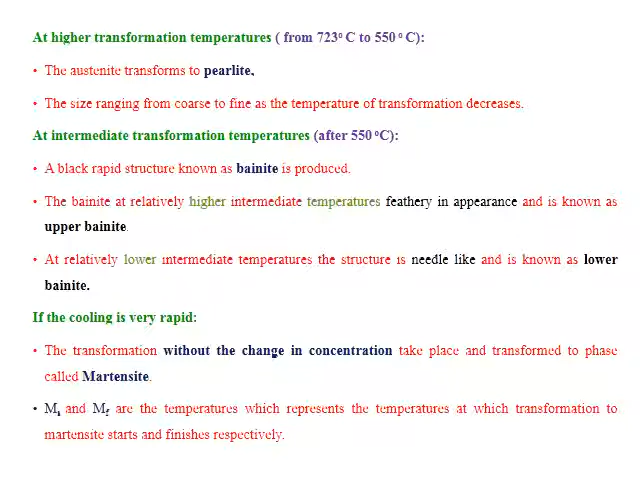 At higher transformation temperatures ( from 723⁰ C to 550 ⁰ C):
• The austenite transforms to pearlite,
• The size ranging from coarse to fine as the temperature of transformation decreases.
At intermediate transformation temperatures (after 550 ⁰C):
• A black rapid structure known as bainite is produced.
• The bainite at relatively higher intermediate temperatures feathery in appearance and is known as
upper bainite.
• At relatively lower intermediate temperatures the structure is needle like and is known as lower
bainite.
If the cooling is very rapid:
• The transformation without the change in concentration take place and transformed to phase
called Martensite.
• Mₛ and M_f are the temperatures which represents the temperatures at which transformation to
martensite starts and finishes respectively.